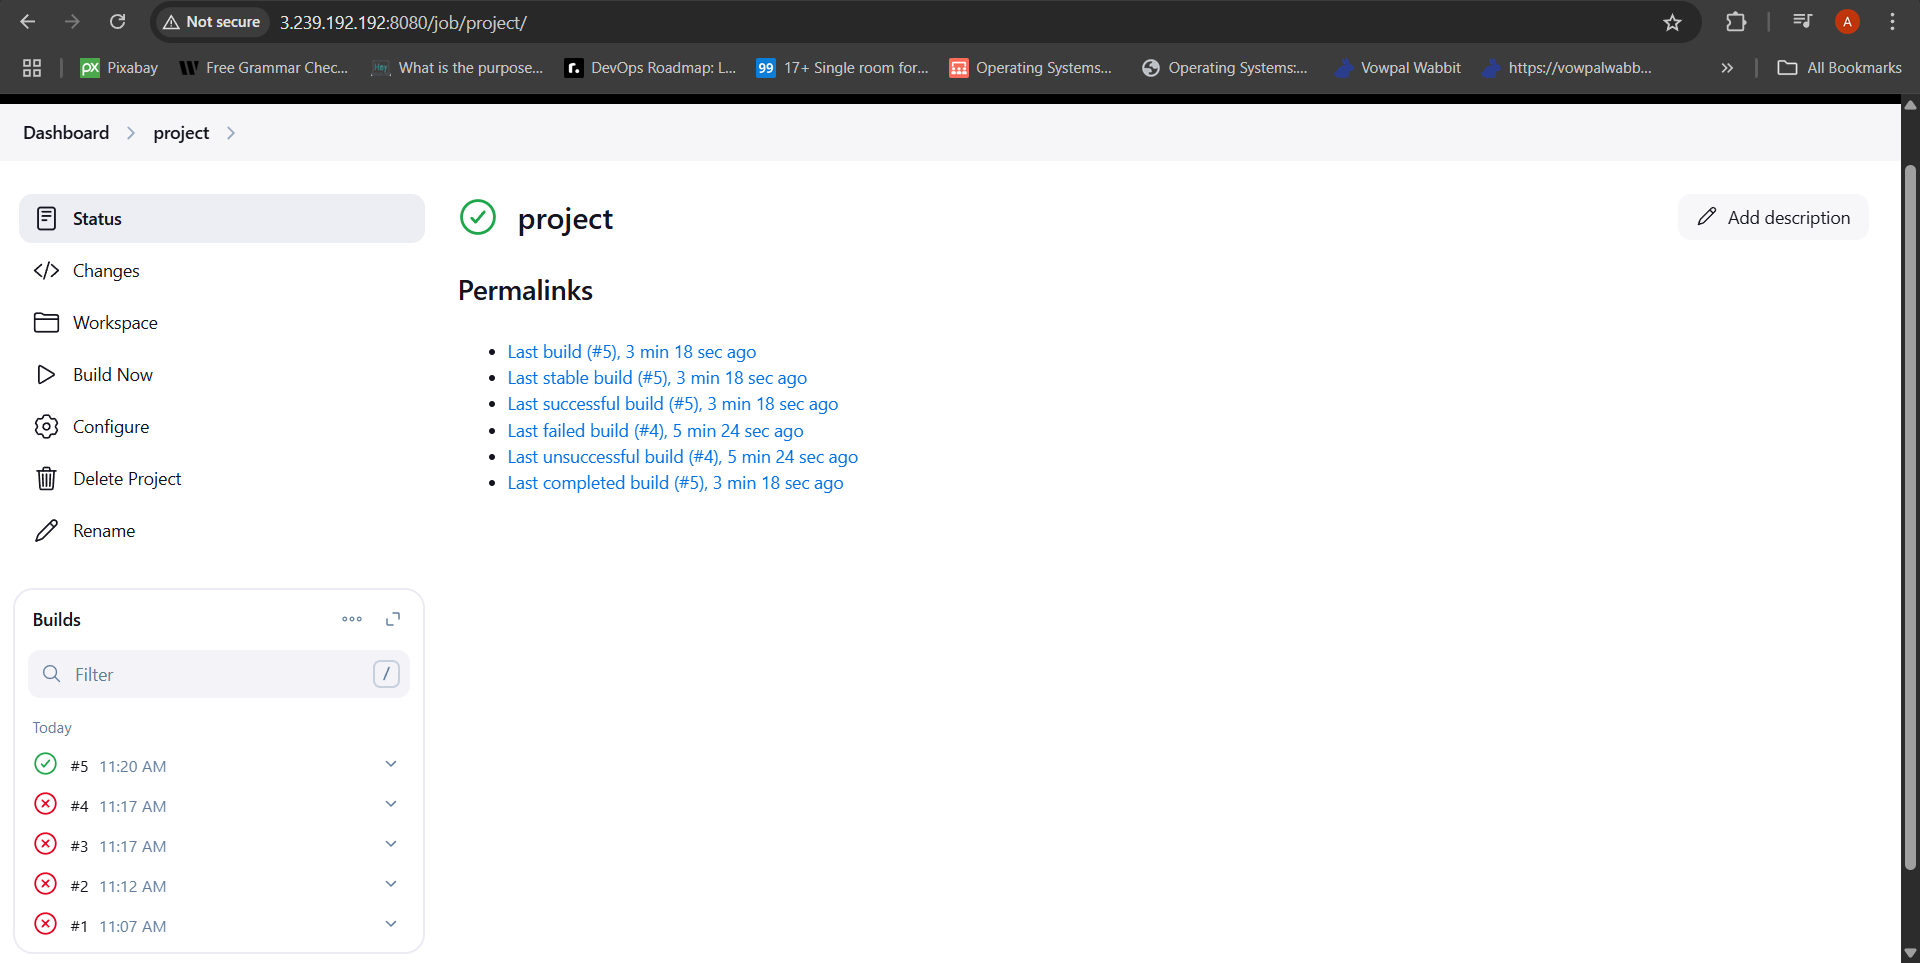 Not secure 3.239.192.192:8080/job/project/ A
Pixabay Free Grammar Chec... What is the purpose... DevOps Roadmap: L... 17+ Single room for... Operating Systems... Operating Systems:... Vowpal Wabbit https://vowpalwabb... » All Bookmarks
Dashboard project
Status
Changes
Workspace
Build Now
Configure
Delete Project
Rename
Builds
Filter /
Today
#5 11:20 AM
#4 11:17 AM
#3 11:17 AM
#2 11:12 AM
#1 11:07 AM
project
Add description
Permalinks
Last build (#5), 3 min 18 sec ago
Last stable build (#5), 3 min 18 sec ago
Last successful build (#5), 3 min 18 sec ago
Last failed build (#4), 5 min 24 sec ago
Last unsuccessful build (#4), 5 min 24 sec ago
Last completed build (#5), 3 min 18 sec ago